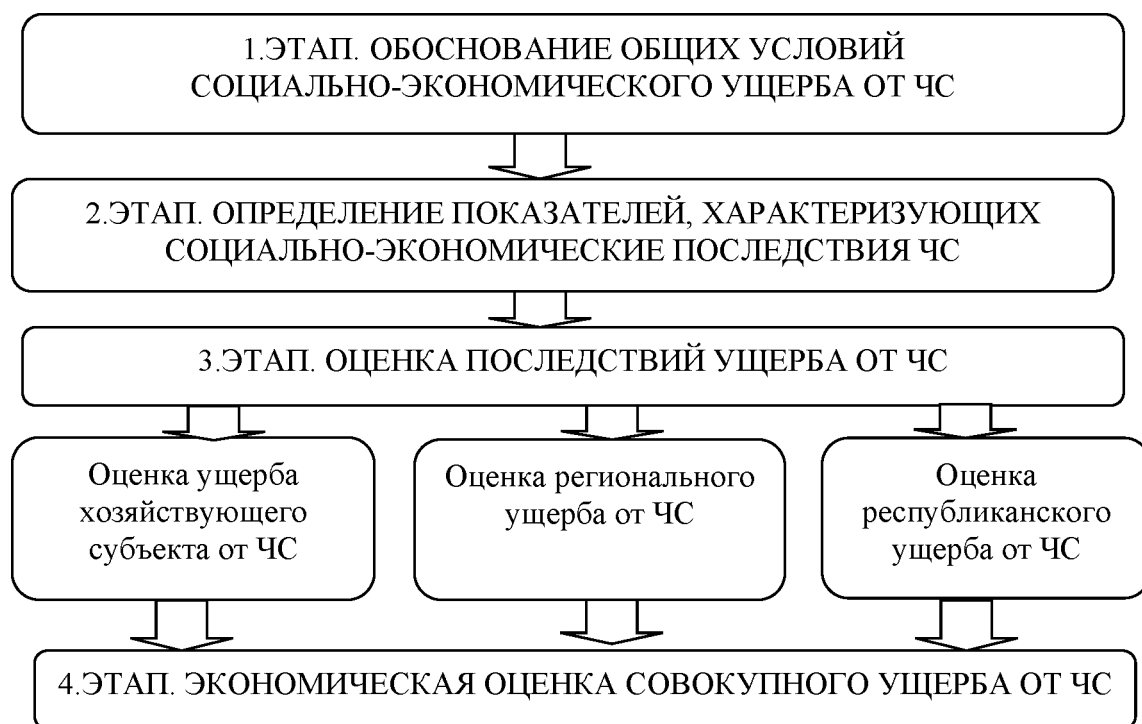 1.ЭТАП. ОБОСНОВАНИЕ ОБЩИХ УСЛОВИЙ
СОЦИАЛЬНО-ЭКОНОМИЧЕСКОГО УЩЕРБА ОТ ЧС
2.ЭТАП. ОПРЕДЕЛЕНИЕ ПОКАЗАТЕЛЕЙ, ХАРАКТЕРИЗУЮЩИХ
СОЦИАЛЬНО-ЭКОНОМИЧЕСКИЕ ПОСЛЕДСТВИЯ ЧС
3.ЭТАП. ОЦЕНКА ПОСЛЕДСТВИЙ УЩЕРБА ОТ ЧС
Оценка ущерба
хозяйствующего
субъекта от ЧС
Оценка регионального
ущерба от ЧС
Оценка
республиканского
ущерба от ЧС
4.ЭТАП. ЭКОНОМИЧЕСКАЯ ОЦЕНКА СОВОКУПНОГО УЩЕРБА ОТ ЧС